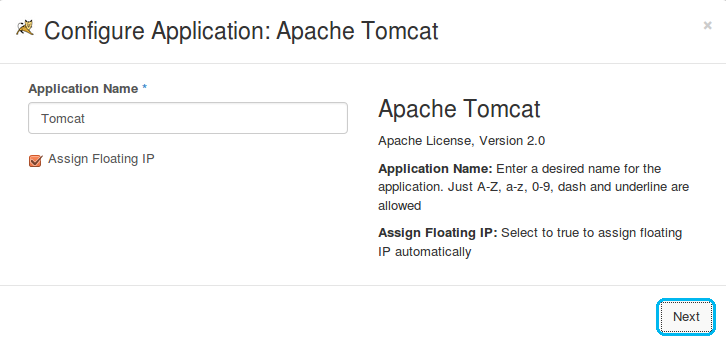 Configure Application: Apache Tomcat
×
Application Name *
Tomcat
Assign Floating IP
Apache Tomcat
Apache License, Version 2.0
Application Name: Enter a desired name for the
application. Just A-Z, a-z, 0-9, dash and underline are
allowed
Assign Floating IP: Select to true to assign floating
IP automatically
Next